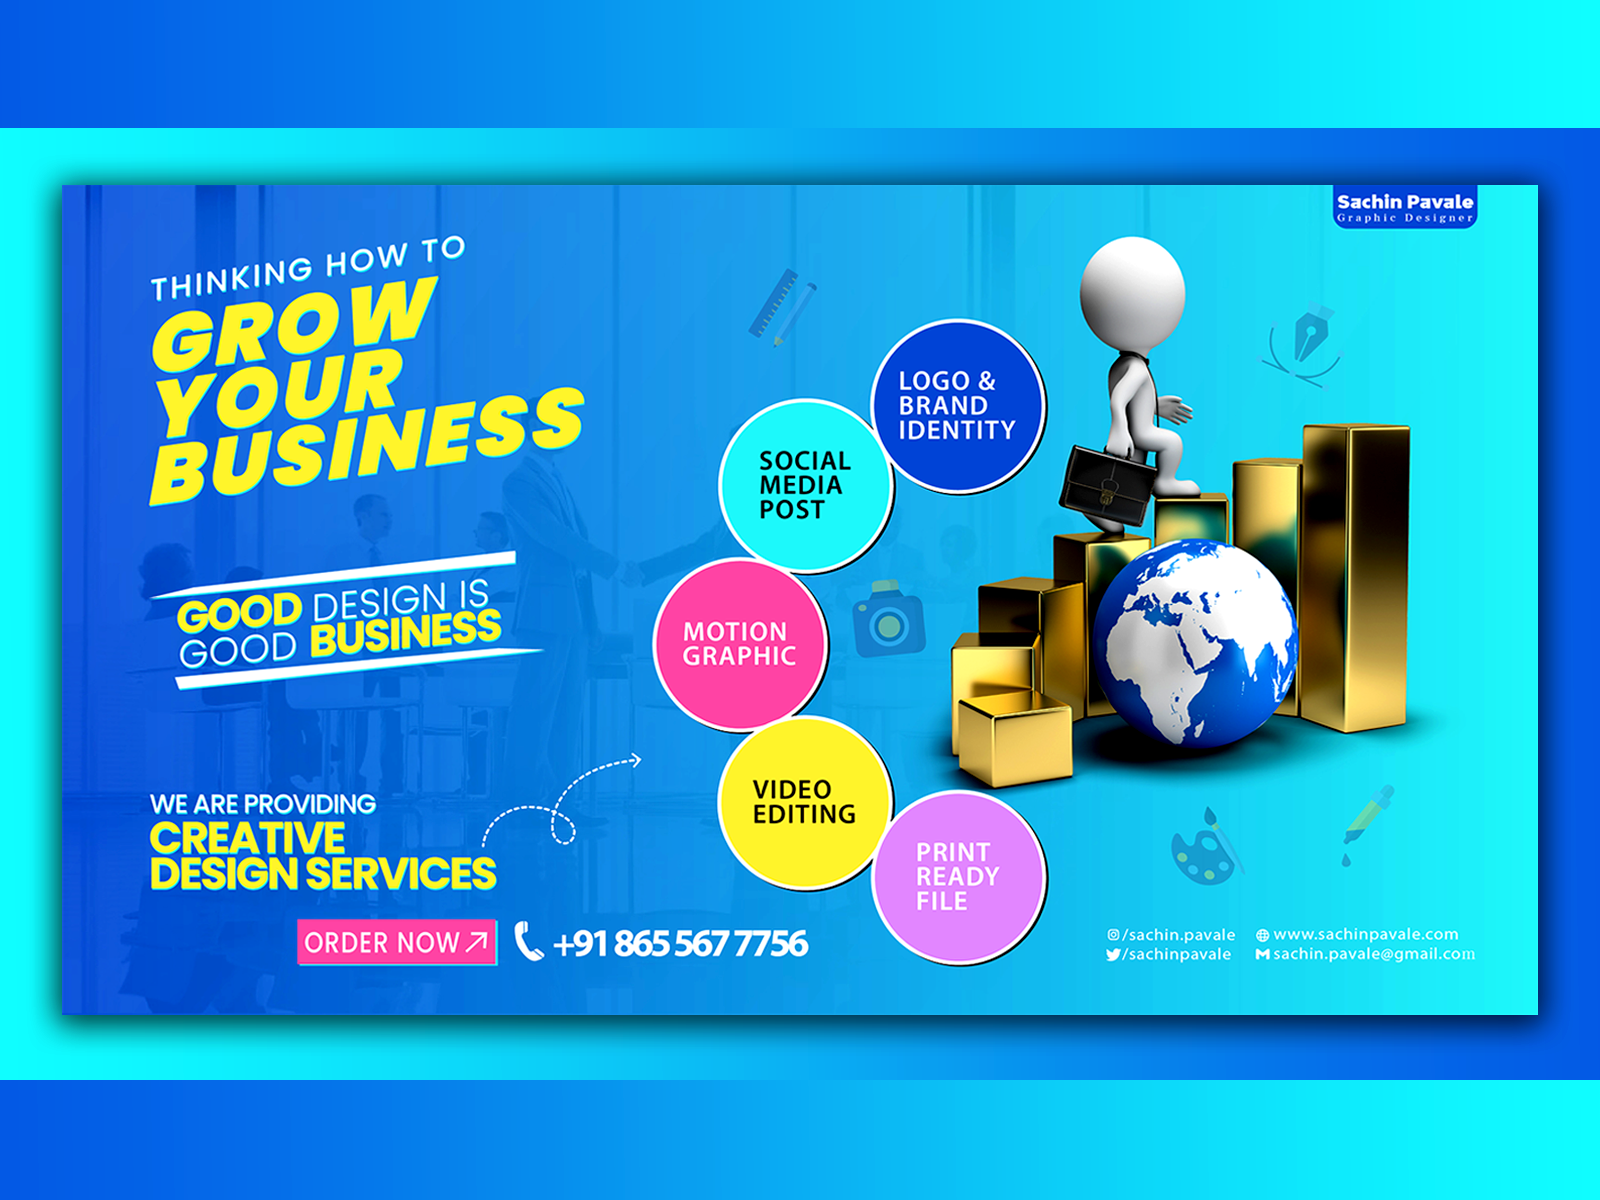 Sachin Pavale
Graphic Designer
THINKING HOW TO
GROW
YOUR
BUSINESS
GOOD DESIGN IS
GOOD BUSINESS
WE ARE PROVIDING
CREATIVE
DESIGN SERVICES
ORDER NOW
+91 865 567 7756
LOGO &
BRAND
IDENTITY
SOCIAL
MEDIA
POST
MOTION
GRAPHIC
VIDEO
EDITING
PRINT
READY
FILE
/sachin.pavale
www.sachinpavale.com
/sachinpavale
sachin.pavale@gmail.com